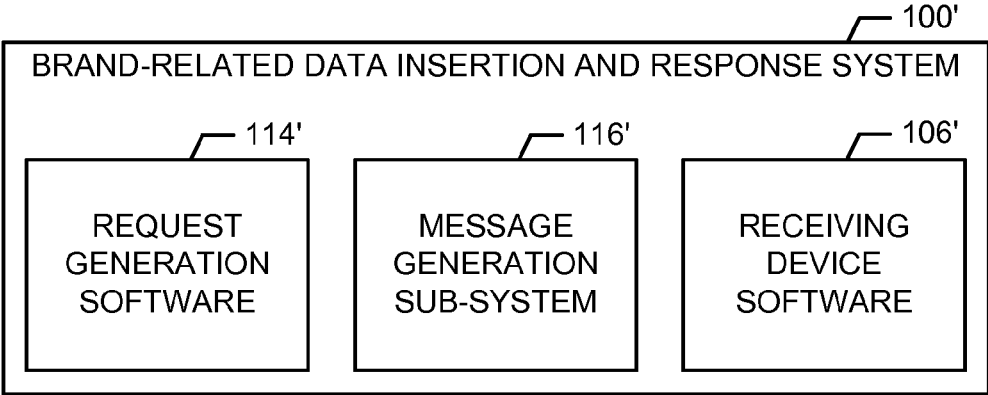 100'
BRAND-RELATED DATA INSERTION AND RESPONSE SYSTEM
114'
REQUEST
GENERATION
SOFTWARE
116'
MESSAGE
GENERATION
SUB-SYSTEM
106'
RECEIVING
DEVICE
SOFTWARE